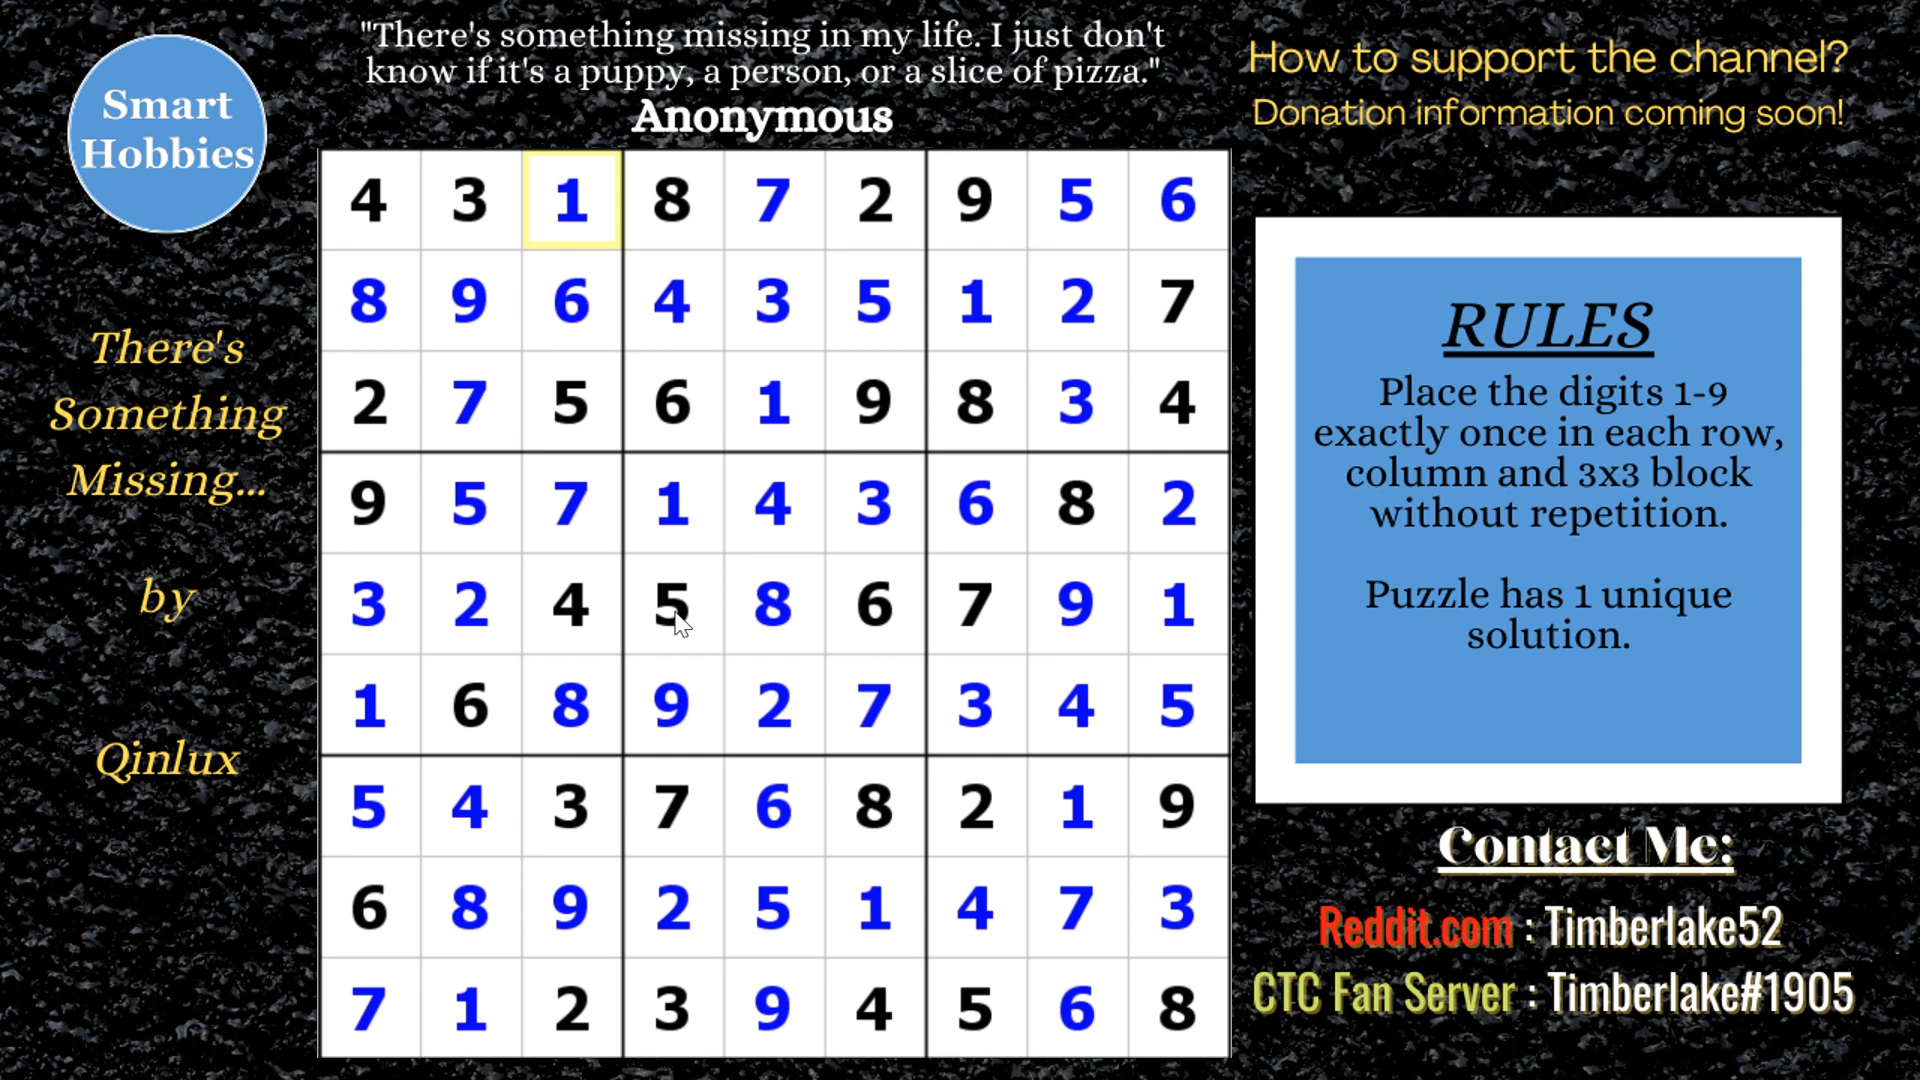 Smart
Hobbies
"There's something missing in my life. I just don't
know if it's a puppy, a person, or a slice of pizza."
Anonymous
How to support the channel?
Donation information coming soon!
There's
Something
Missing...
by
Qinlux
4 3 1 8 7 2 9 5 6
8 9 6 4 3 5 1 2 7
2 7 5 6 1 9 8 3 4
9 5 7 1 4 3 6 8 2
3 2 4 5 8 6 7 9 1
1 6 8 9 2 7 3 4 5
5 4 3 7 6 8 2 1 9
6 8 9 2 5 1 4 7 3
7 1 2 3 9 4 5 6 8
RULES
Place the digits 1-9
exactly once in each row,
column and 3x3 block
without repetition.
Puzzle has 1 unique
solution.
Contact Me:
Reddit.com : Timberlake52
CTC Fan Server : Timberlake#1905